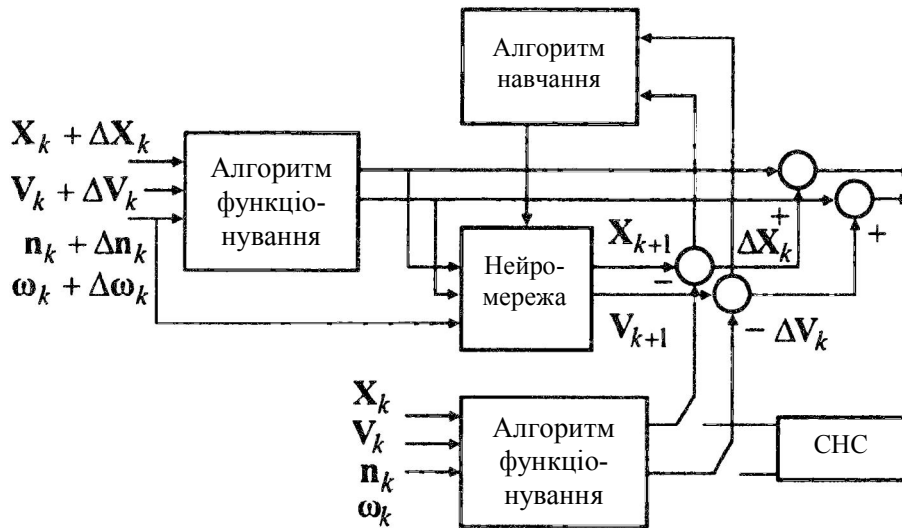 Алгоритм
навчання
X_k + ΔX_k
V_k + ΔV_k
n_k + Δn_k
ω_k + Δω_k
Алгоритм
функціо-
нування
Нейро-
мережа
X_{k+1}
−
V_{k+1}
ΔX_k
+
+
− ΔV_k
X_k
V_k
n_k
ω_k
Алгоритм
функціо-
нування
СНС